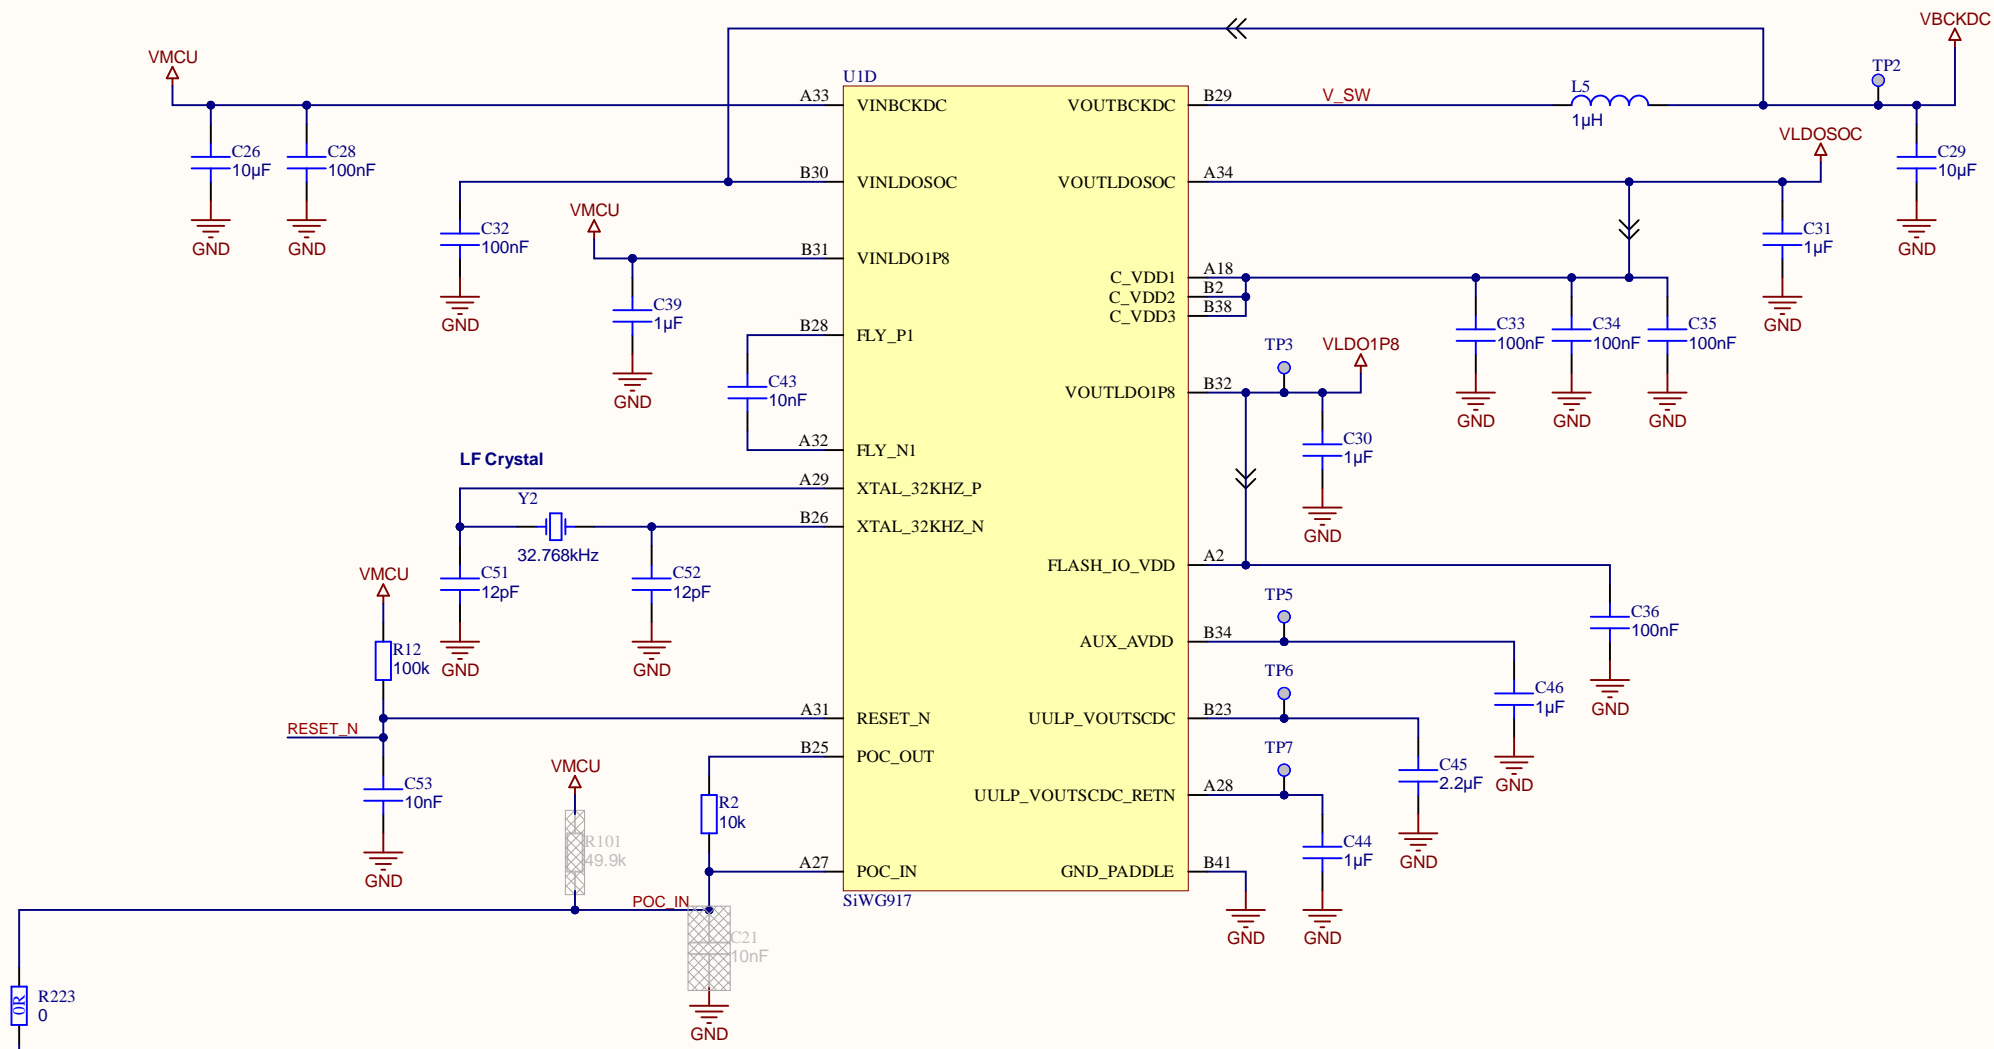 VBCKDC
VMCU
TP2
U1D
A33
VINBCKDC
VOUTBCKDC
B29
V_SW
L5
1µH
VLDOSOC
C26
10µF
C28
100nF
C29
10µF
GND
GND
GND
B30
VINLDOSOC
VOUTLDOSOC
A34
VMCU
C32
100nF
C31
1µF
B31
VINLDO1P8
C_VDD1
A18
C_VDD2
B2
C_VDD3
B38
GND
GND
C39
1µF
C33
100nF
C34
100nF
C35
100nF
B28
FLY_P1
TP3
VLDO1P8
GND
C43
10nF
VOUTLDO1P8
B32
GND
GND
GND
A32
FLY_N1
C30
1µF
LF Crystal
A29
XTAL_32KHZ_P
Y2
B26
XTAL_32KHZ_N
32.768kHz
GND
FLASH_IO_VDD
A2
VMCU
C51
12pF
C52
12pF
TP5
C36
100nF
R12
100k
AUX_AVDD
B34
GND
GND
TP6
C46
1µF
GND
RESET_N
A31
RESET_N
UULP_VOUTSCDC
B23
B25
POC_OUT
TP7
VMCU
C45
2.2µF
GND
C53
10nF
R2
10k
UULP_VOUTSCDC_RETN
A28
R101
49.9k
C44
1µF
GND
GND
A27
POC_IN
GND_PADDLE
B41
POC_IN
SiWG917
C21
10nF
GND
GND
R223
0
0R
GND